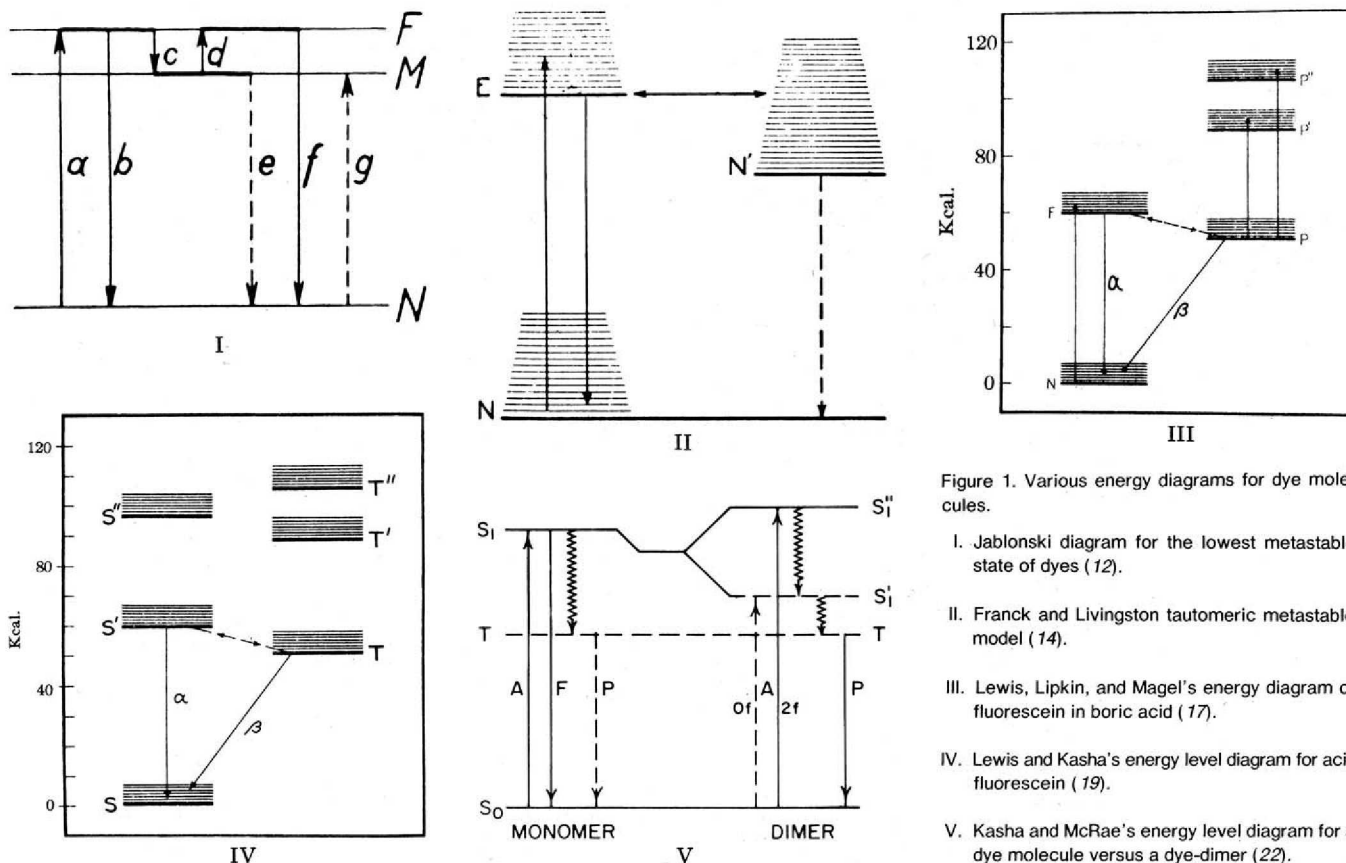 F
M
N
a
b
c
d
e
f
g
I
E
N'
N
II
Kcal.
120
80
40
0
P"
P'
F
P
α
β
N
III
Kcal.
120
80
40
0
T"
S"
T'
S'
T
α
β
S
IV
S₁
S₁"
S₁'
T
T
A
F
P
0f
A
2f
P
S₀
MONOMER
DIMER
V
Figure 1. Various energy diagrams for dye mole
cules.
I. Jablonski diagram for the lowest metastabl
state of dyes (12).
II. Franck and Livingston tautomeric metastabl
model (14).
III. Lewis, Lipkin, and Magel's energy diagram o
fluorescein in boric acid (17).
IV. Lewis and Kasha's energy level diagram for aci
fluorescein (19).
V. Kasha and McRae's energy level diagram for
dye molecule versus a dye-dimer (22).